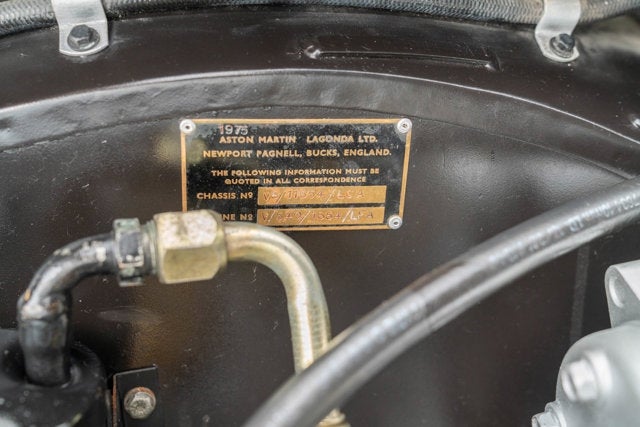 1975
ASTON MARTIN LAGONDA LTD.
NEWPORT PAGNELL, BUCKS, ENGLAND.
THE FOLLOWING INFORMATION MUST BE
QUOTED IN ALL CORRESPONDENCE
CHASSIS Nº
NE Nº